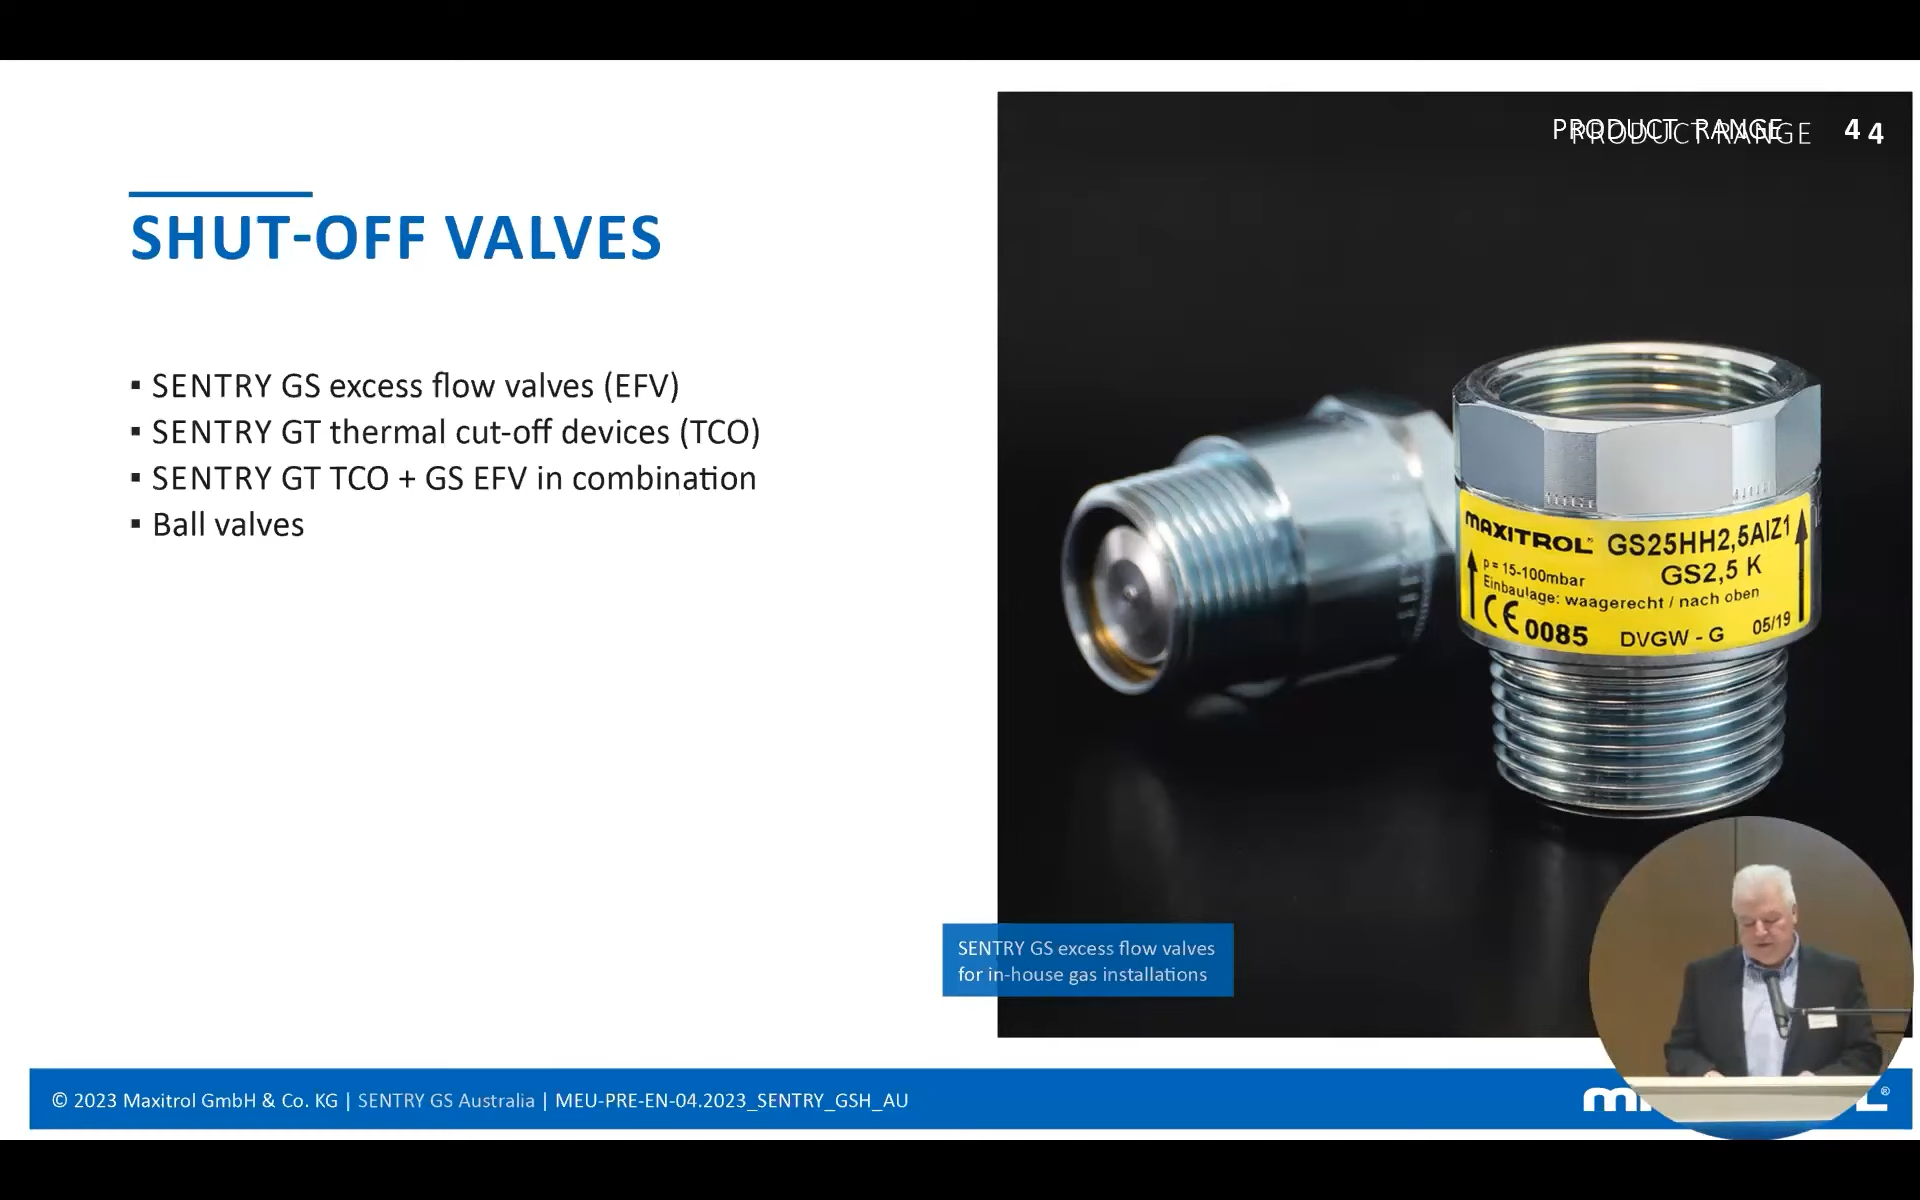 PRODUCT RANGE 4
PRODUCT RANGE 4
SHUT-OFF VALVES
▪ SENTRY GS excess flow valves (EFV)
▪ SENTRY GT thermal cut-off devices (TCO)
▪ SENTRY GT TCO + GS EFV in combination
▪ Ball valves
MAXITROL® GS25HH2,5AIZ1
GS2,5 K
p = 15-100mbar
Einbaulage: waagerecht / nach oben
CE 0085 DVGW - G 05/19
SENTRY GS excess flow valves
for in-house gas installations
© 2023 Maxitrol GmbH & Co. KG | SENTRY GS Australia | MEU-PRE-EN-04.2023_SENTRY_GSH_AU